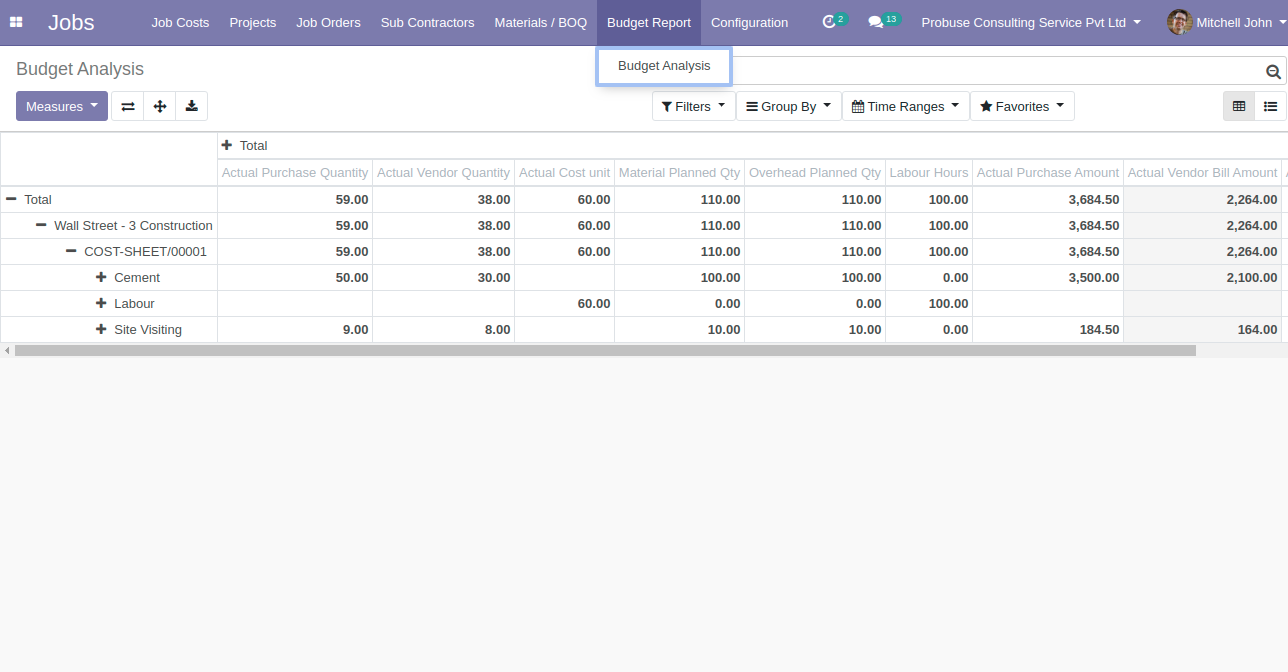 Jobs Job Costs Projects Job Orders Sub Contractors Materials / BOQ Budget Report Configuration 2 13 Probuse Consulting Service Pvt Ltd Mitchell John
Budget Analysis
Budget Analysis
Measures Filters Group By Time Ranges Favorites
Total
Actual Purchase Quantity Actual Vendor Quantity Actual Cost unit Material Planned Qty Overhead Planned Qty Labour Hours Actual Purchase Amount Actual Vendor Bill Amount
Total 59.00 38.00 60.00 110.00 110.00 100.00 3,684.50 2,264.00
Wall Street - 3 Construction 59.00 38.00 60.00 110.00 110.00 100.00 3,684.50 2,264.00
COST-SHEET/00001 59.00 38.00 60.00 110.00 110.00 100.00 3,684.50 2,264.00
Cement 50.00 30.00 100.00 100.00 0.00 3,500.00 2,100.00
Labour 60.00 0.00 0.00 100.00
Site Visiting 9.00 8.00 10.00 10.00 0.00 184.50 164.00